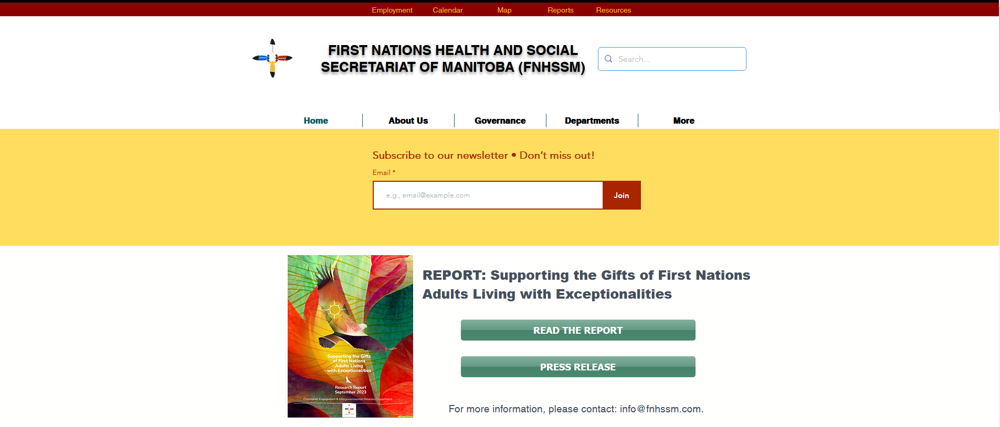 Employment Calendar Map Reports Resources
FIRST NATIONS HEALTH AND SOCIAL
SECRETARIAT OF MANITOBA (FNHSSM)
Search...
Home About Us Governance Departments More
Subscribe to our newsletter • Don’t miss out!
Email *
e.g., email@example.com
Join
REPORT: Supporting the Gifts of First Nations
Adults Living with Exceptionalities
READ THE REPORT
PRESS RELEASE
For more information, please contact: info@fnhssm.com.
Supporting the Gifts
of First Nations
Adults Living
with Exceptionalities
Research Report
September 2023
Community Engagement & Intergovernmental Relations Department